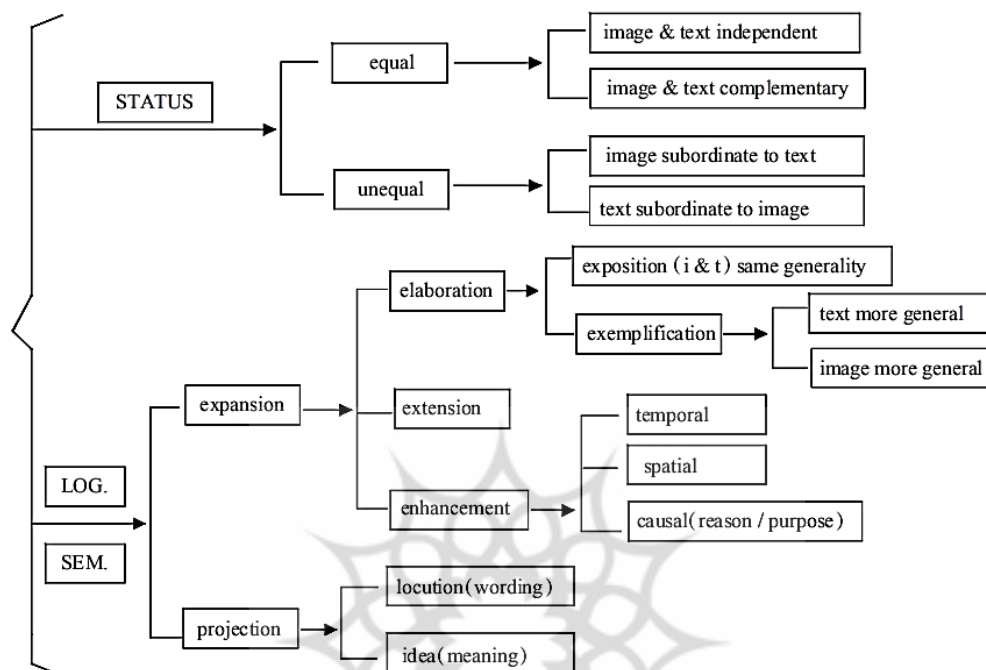 STATUS
equal
image & text independent
image & text complementary
unequal
image subordinate to text
text subordinate to image
LOG.
SEM.
expansion
elaboration
exposition (i & t) same generality
exemplification
text more general
image more general
extension
enhancement
temporal
spatial
causal(reason / purpose)
projection
locution(wording)
idea(meaning)